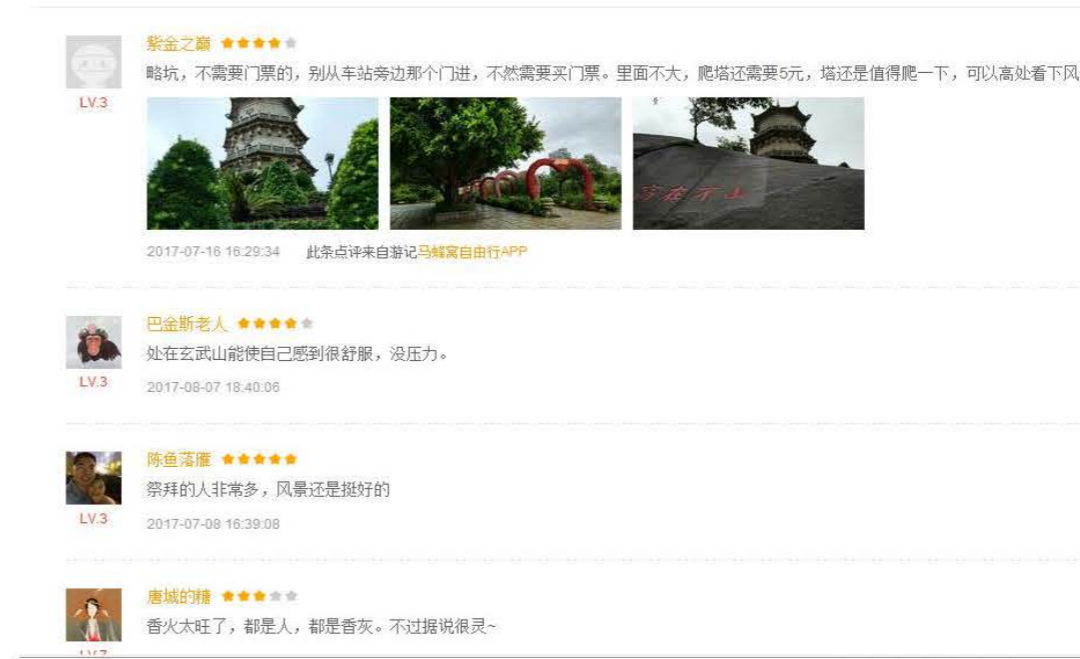 紫金之巅
略坑，不需要门票的，别从车站旁边那个门进，不然需要买门票。里面不大，爬塔还需要5元，塔还是值得爬一下，可以高处看下风
LV.3
2017-07-16 16:29:34 此条点评来自游记马蜂窝自由行APP
巴金斯老人
处在玄武山能使自己感到很舒服，没压力。
LV.3
2017-08-07 18:40:06
陈鱼落雁
祭拜的人非常多，风景还是挺好的
LV.3
2017-07-08 16:39:08
唐城的糖
香火太旺了，都是人，都是香灰。不过据说很灵~